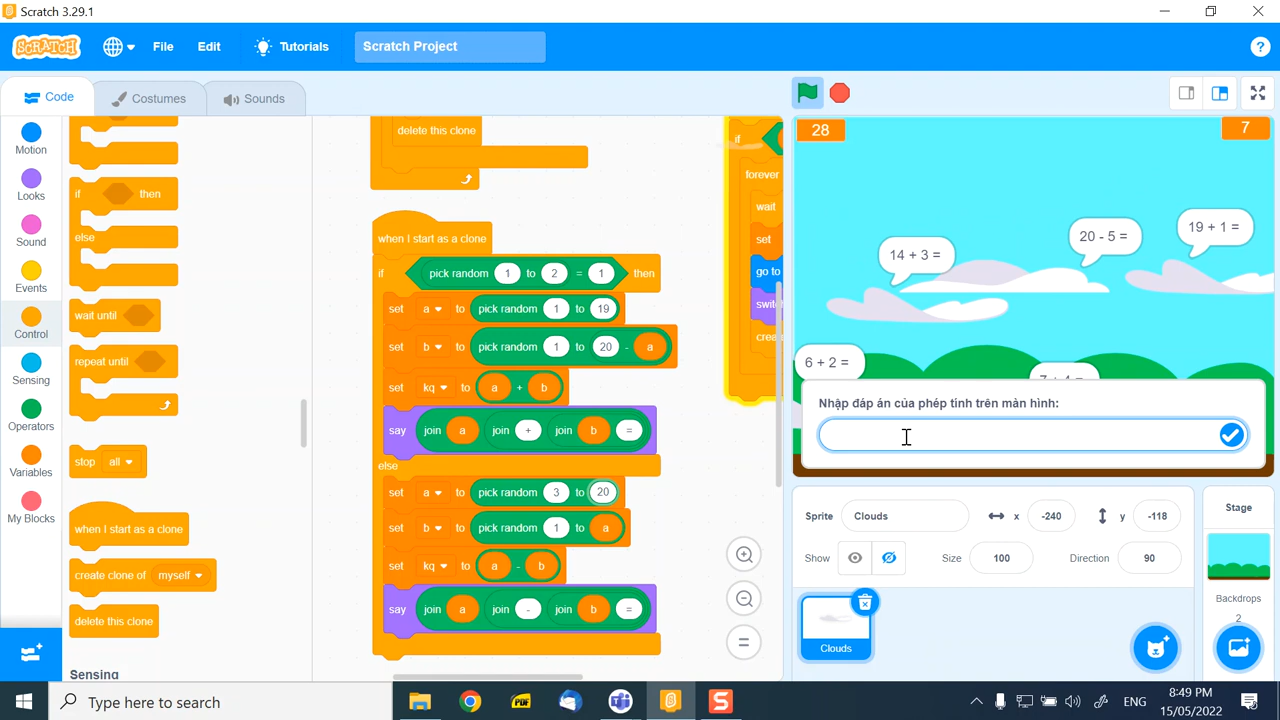 Scratch 3.29.1
SCRATCH File Edit Tutorials Scratch Project ?
Code Costumes Sounds
Motion
Looks
Sound
Events
Control
Sensing
Operators
Variables
My Blocks
if then
else
wait until
repeat until
stop all
when I start as a clone
create clone of myself
delete this clone
Sensing
delete this clone
when I start as a clone
if pick random 1 to 2 = 1 then
set a to pick random 1 to 19
set b to pick random 1 to 20 - a
set kq to a + b
say join a join + join b =
else
set a to pick random 3 to 20
set b to pick random 1 to a
set kq to a - b
say join a join - join b =
if
forever
wait
set
go to
28
7
14 + 3 =
20 - 5 =
19 + 1 =
6 + 2 =
Nhập đáp án của phép tính trên màn hình:
Sprite Clouds x -240 y -118
Show Size 100 Direction 90
Clouds
Stage
Backdrops
2
Type here to search
PDF
S
ENG
8:49 PM
15/05/2022